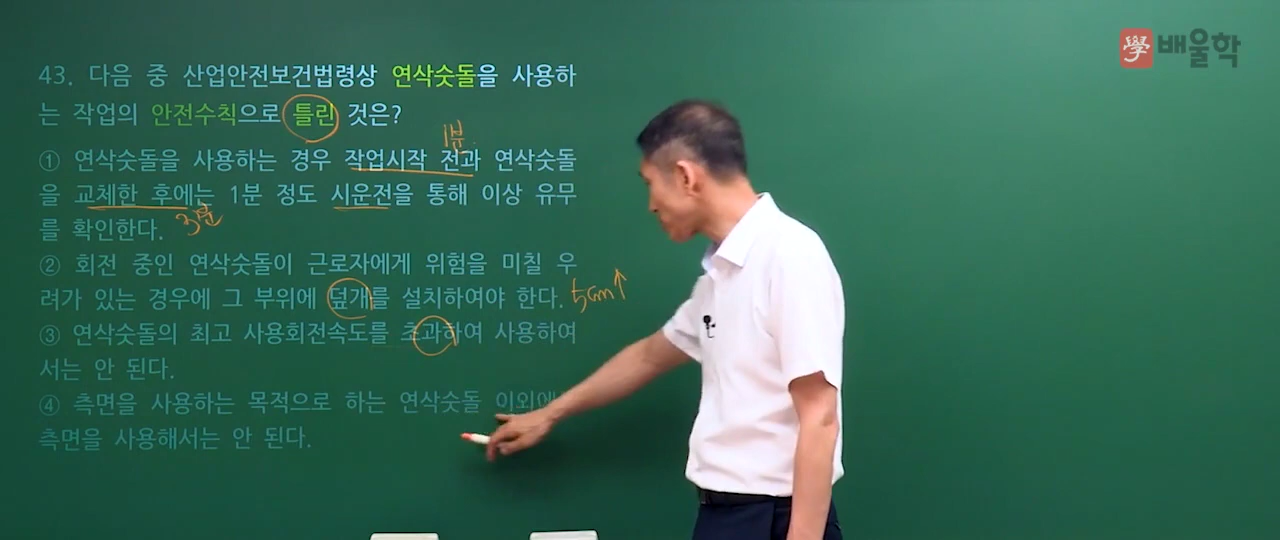 學 배울학
43. 다음 중 산업안전보건법령상 연삭숫돌을 사용하
는 작업의 안전수칙으로 틀린 것은?
1분
① 연삭숫돌을 사용하는 경우 작업시작 전과 연삭숫돌
을 교체한 후에는 1분 정도 시운전을 통해 이상 유무
를 확인한다. 3분
② 회전 중인 연삭숫돌이 근로자에게 위험을 미칠 우
려가 있는 경우에 그 부위에 덮개를 설치하여야 한다. 5cm↑
③ 연삭숫돌의 최고 사용회전속도를 초과하여 사용하여
서는 안 된다.
④ 측면을 사용하는 목적으로 하는 연삭숫돌 이외에
측면을 사용해서는 안 된다.